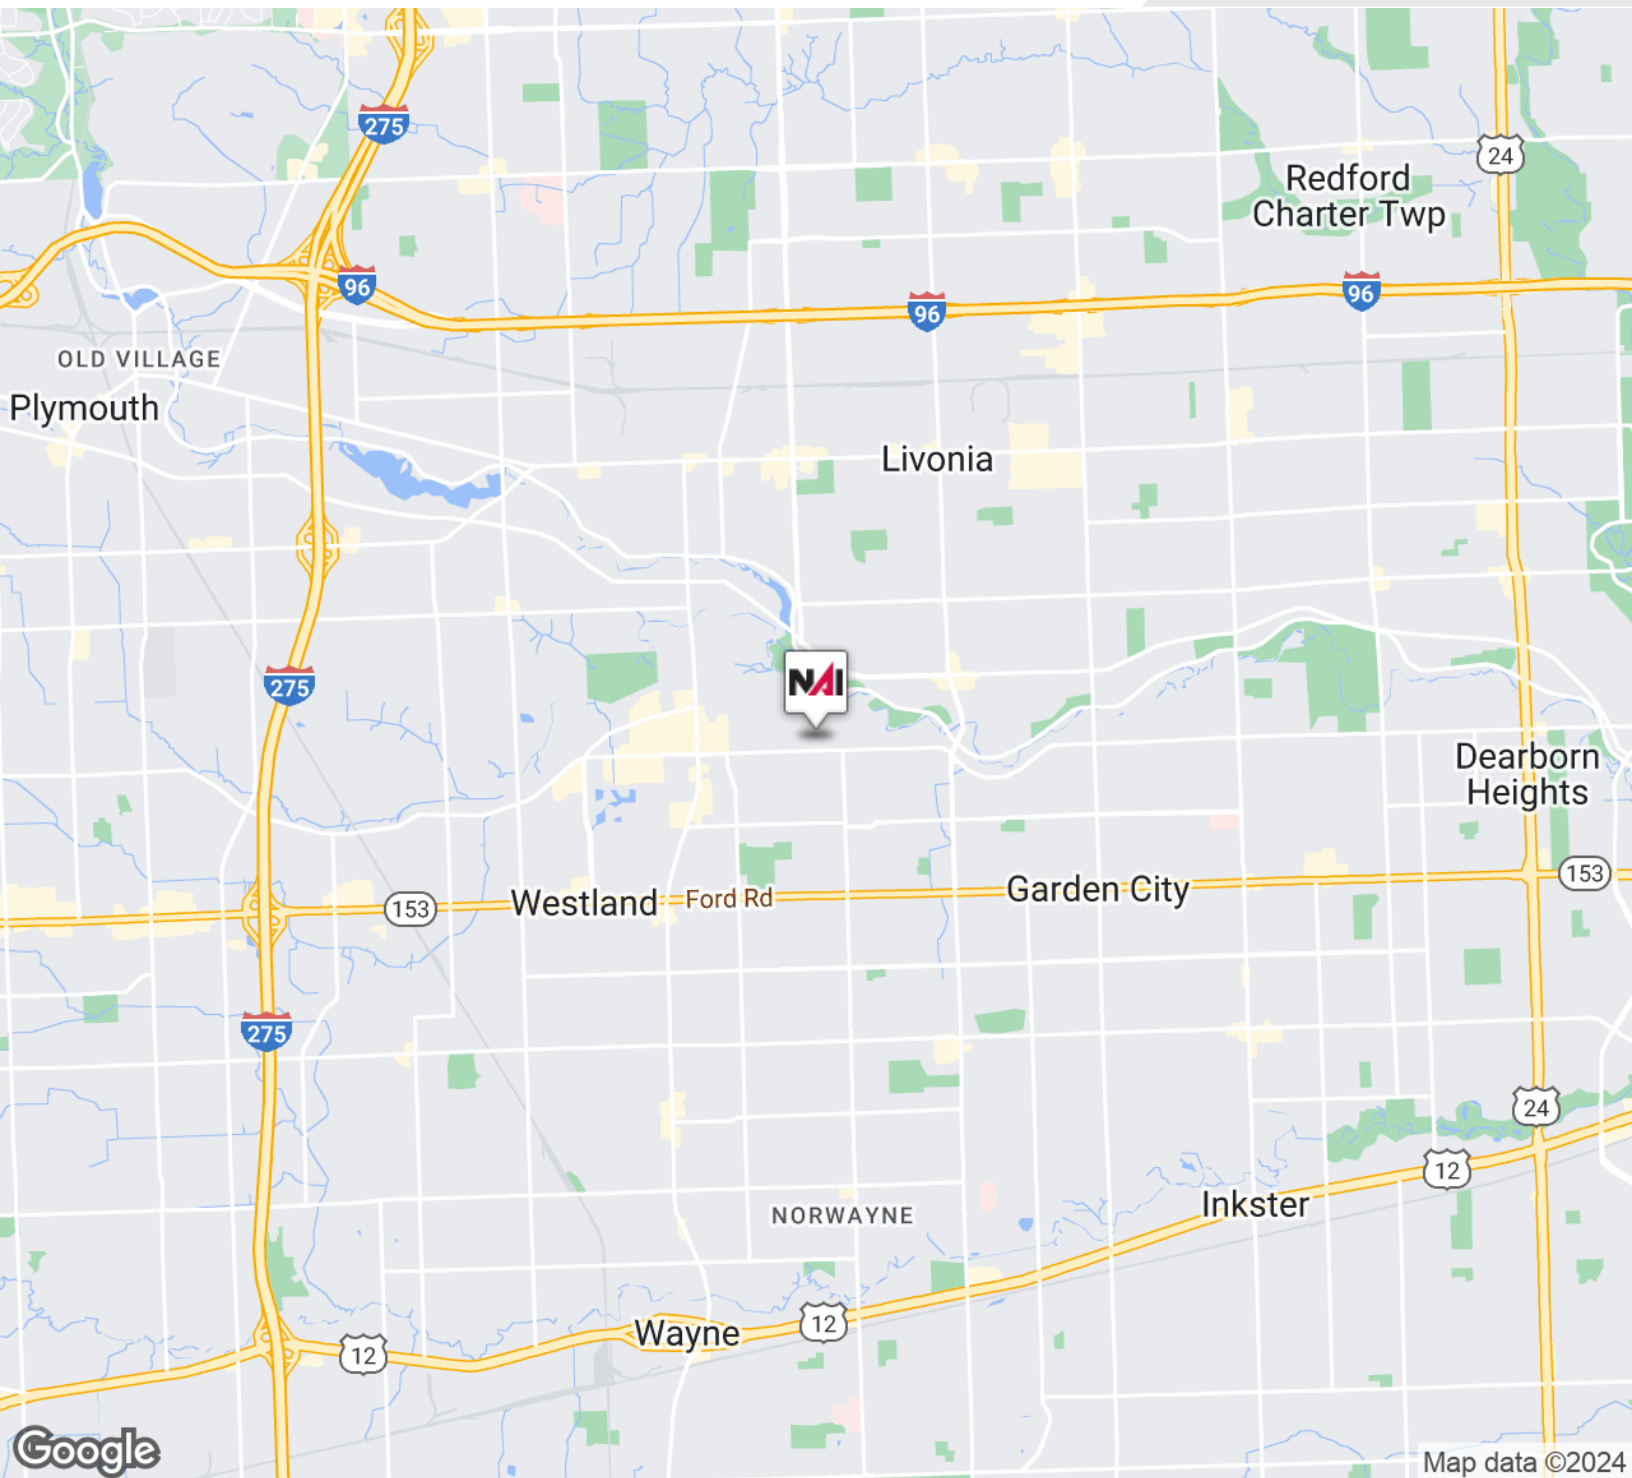 275
24
Redford
Charter Twp
96
96
96
OLD VILLAGE
Plymouth
Livonia
275
NAI
Dearborn
Heights
153
Westland
Ford Rd
Garden City
153
275
24
12
Inkster
NORWAYNE
12
Wayne
12
Google
Map data ©2024